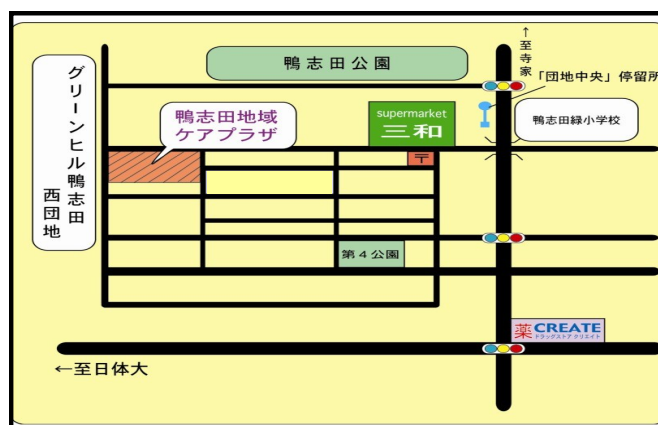 グリーンヒル鴨志田
西団地
鴨志田公園
↑至寺家
「団地中央」停留所
鴨志田緑小学校
鴨志田地域
ケアプラザ
supermarket
三和
〒
第4公園
薬 CREATE
ドラッグストア クリエイト
←至日体大